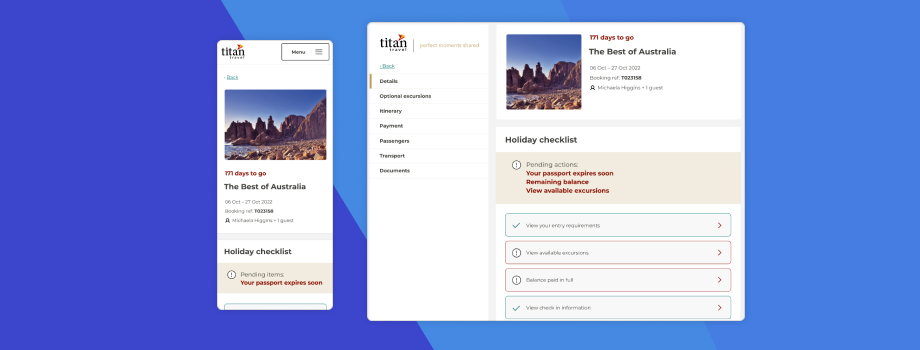 titan
travel
Menu
‹ Back
171 days to go
The Best of Australia
06 Oct – 27 Oct 2022
Booking ref: T023158
Michaela Higgins + 1 guest
Holiday checklist
Pending items:
Your passport expires soon
titan
travel
perfect moments shared
‹ Back
Details
Optional excursions
Itinerary
Payment
Passengers
Transport
Documents
171 days to go
The Best of Australia
06 Oct – 27 Oct 2022
Booking ref: T023158
Michaela Higgins + 1 guest
Holiday checklist
Pending actions:
Your passport expires soon
Remaining balance
View available excursions
View your entry requirements
View available excursions
Balance paid in full
View check in information